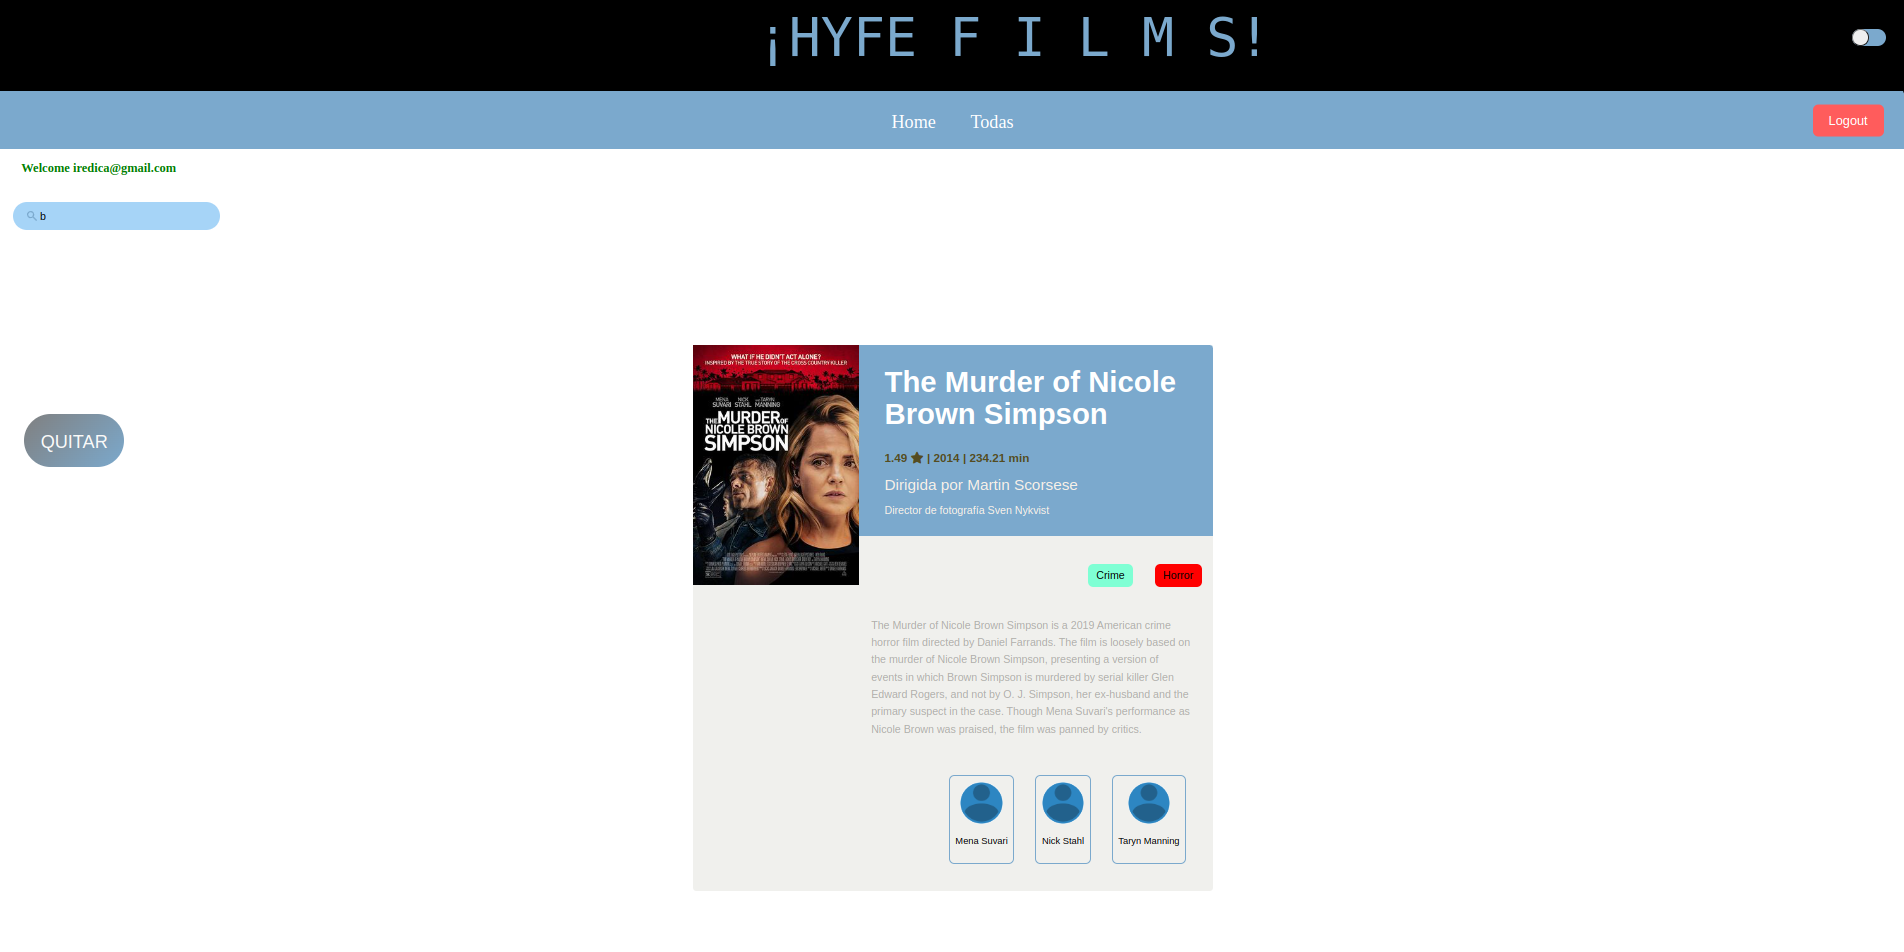 ¡HYFE F I L M S!
Home Todas
Logout
Welcome iredica@gmail.com
b
QUITAR
WHAT IF HE DIDN'T ACT ALONE?
INSPIRED BY THE TRUE STORY OF THE CROSS COUNTRY KILLER
MENA SUVARI NICK STAHL AND TARYN MANNING
THE MURDER OF
NICOLE BROWN
SIMPSON
The Murder of Nicole
Brown Simpson
1.49 | 2014 | 234.21 min
Dirigida por Martin Scorsese
Director de fotografía Sven Nykvist
Crime Horror
The Murder of Nicole Brown Simpson is a 2019 American crime
horror film directed by Daniel Farrands. The film is loosely based on
the murder of Nicole Brown Simpson, presenting a version of
events in which Brown Simpson is murdered by serial killer Glen
Edward Rogers, and not by O. J. Simpson, her ex-husband and the
primary suspect in the case. Though Mena Suvari's performance as
Nicole Brown was praised, the film was panned by critics.
Mena Suvari Nick Stahl Taryn Manning